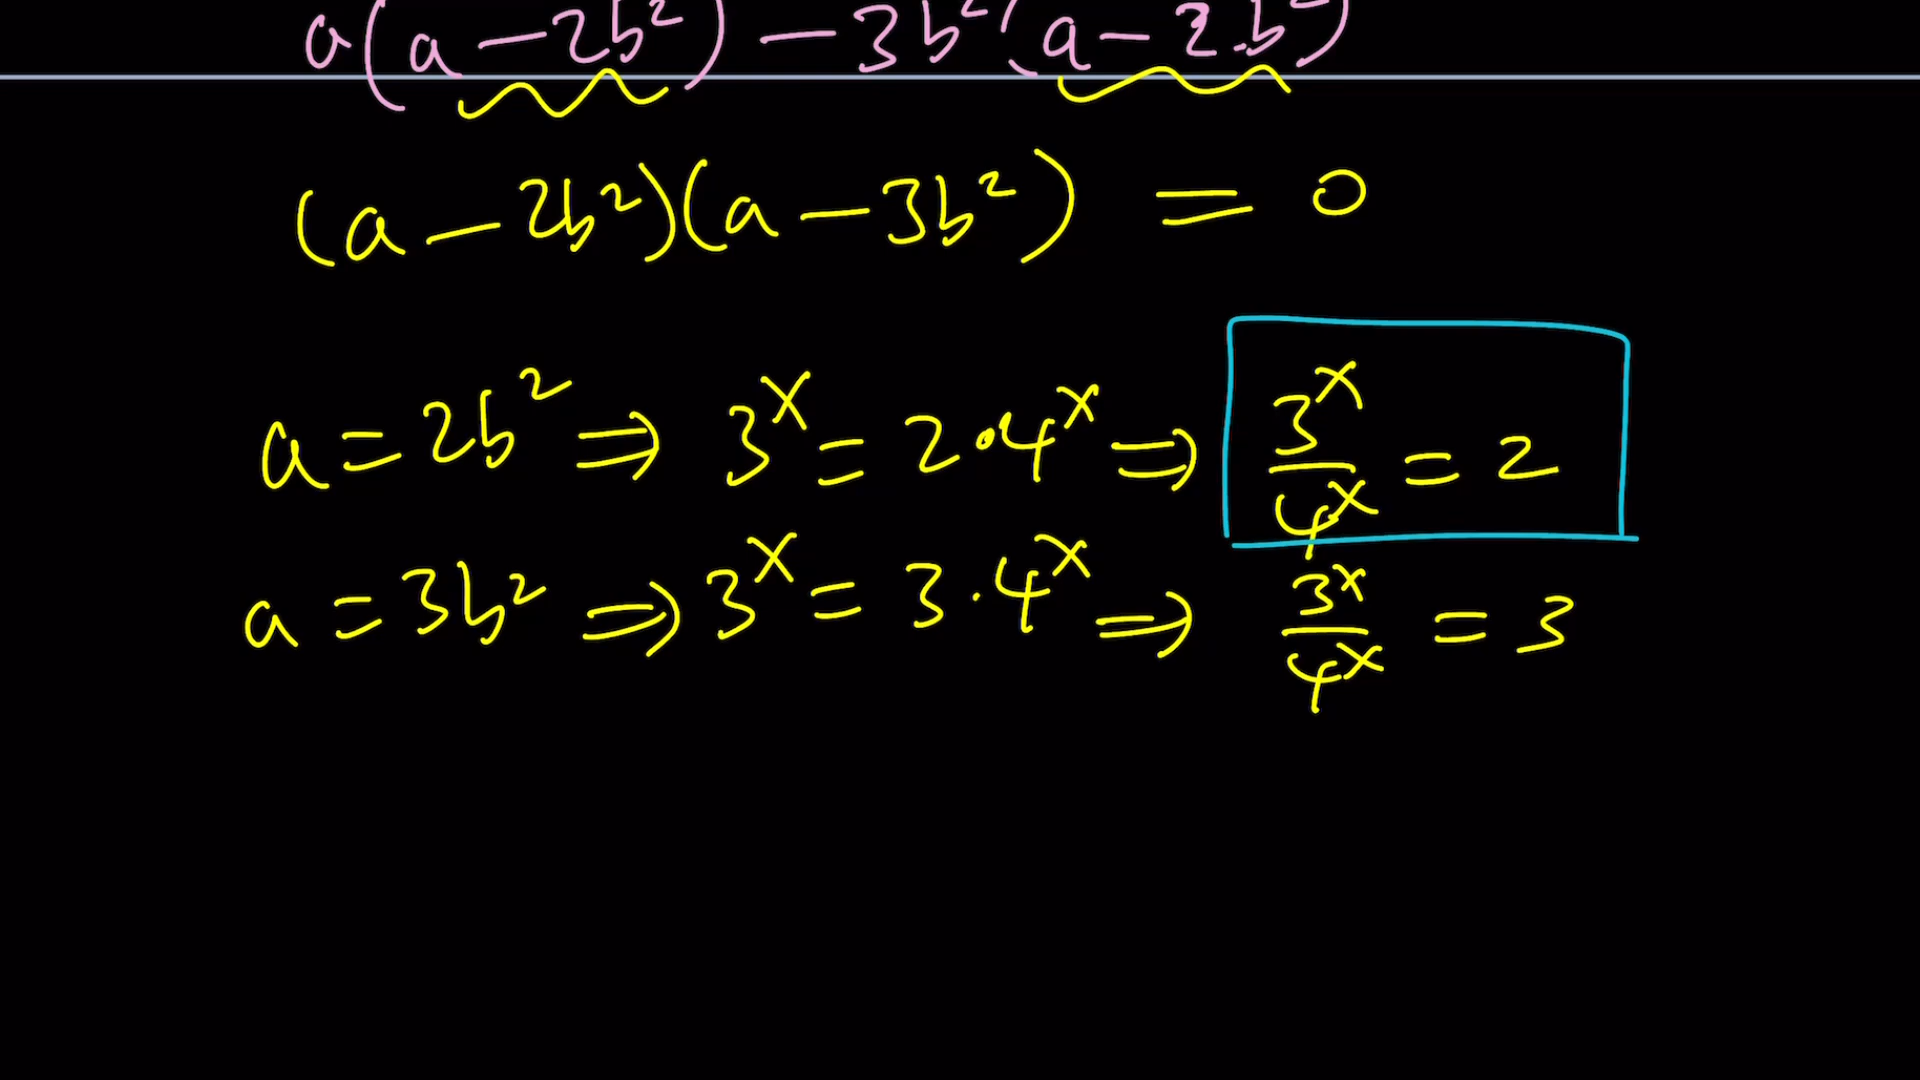 a(a − 2b²) − 3b²(a − 2b²)
(a − 2b²)(a − 3b²) = 0
a = 2b² ⇒ 3ˣ = 2·4ˣ ⇒ 3ˣ/4ˣ = 2
a = 3b² ⇒ 3ˣ = 3·4ˣ ⇒ 3ˣ/4ˣ = 3